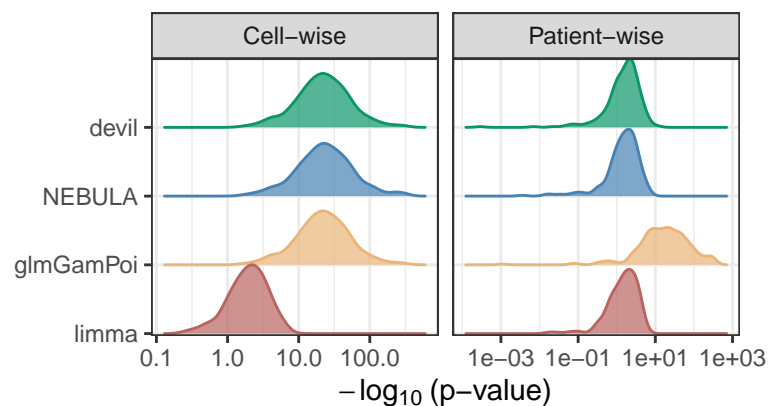 Cell−wise
Patient−wise
devil
NEBULA
glmGamPoi
limma
0.1 1.0 10.0 100.0
1e−03 1e−01 1e+01 1e+03
−log₁₀ (p−value)